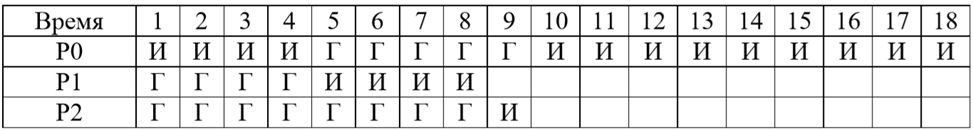 Время 1 2 3 4 5 6 7 8 9 10 11 12 13 14 15 16 17 18
P0 И И И И Г Г Г Г Г И И И И И И И И И
P1 Г Г Г Г И И И И
P2 Г Г Г Г Г Г Г Г И